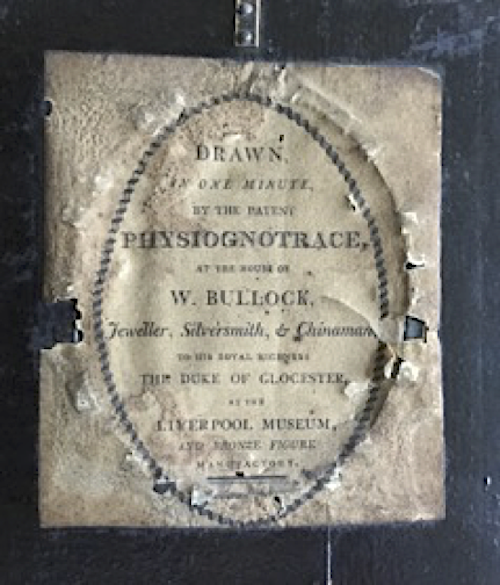 DRAWN,
IN ONE MINUTE,
BY THE PATENT
PHYSIOGNOTRACE,
AT THE HOUSE OF
W. BULLOCK,
Jeweller, Silversmith, & Chinaman,
TO HIS ROYAL HIGHNESS
THE DUKE OF GLOCESTER,
AT THE
LIVERPOOL MUSEUM,
AND BRONZE FIGURE
MANUFACTORY.